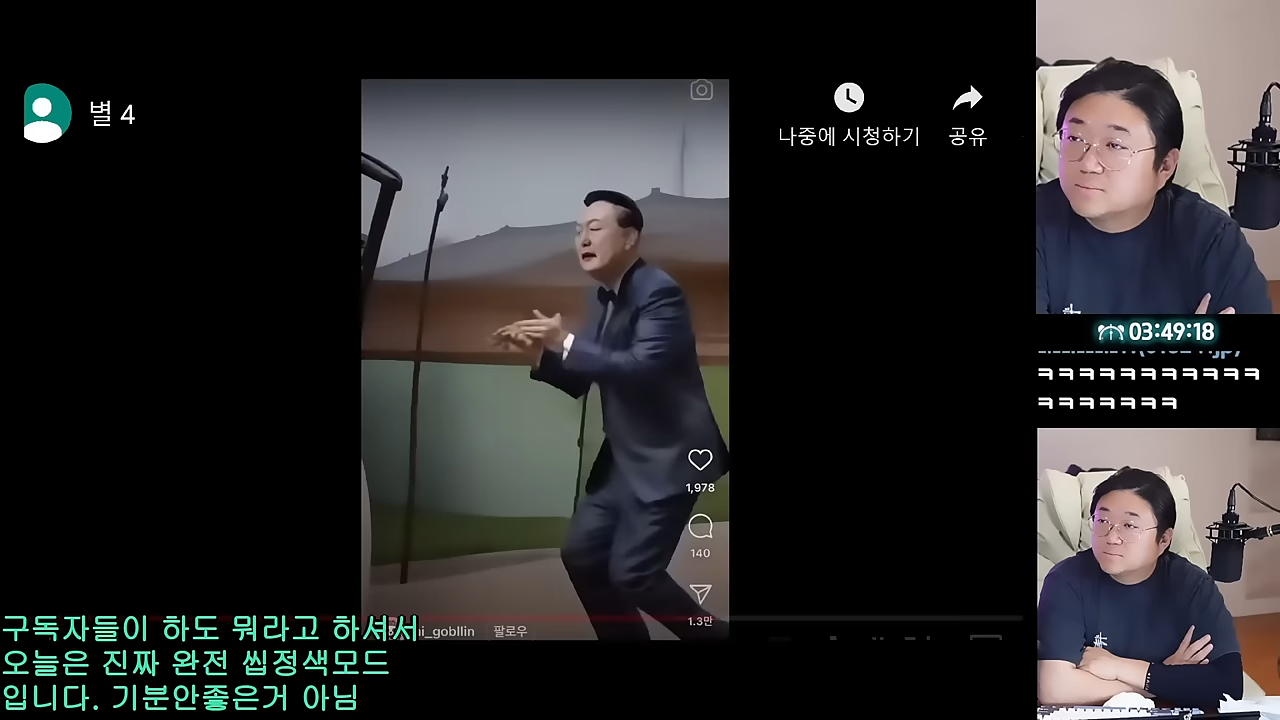 별 4
나중에 시청하기
공유
1,978
140
1.3만
팔로우
03:49:18
ㅋㅋㅋㅋㅋㅋㅋㅋㅋㅋㅋ
ㅋㅋㅋㅋㅋㅋㅋ
구독자들이 하도 뭐라고 하셔서
오늘은 진짜 완전 씹정색모드
입니다. 기분안좋은거 아님